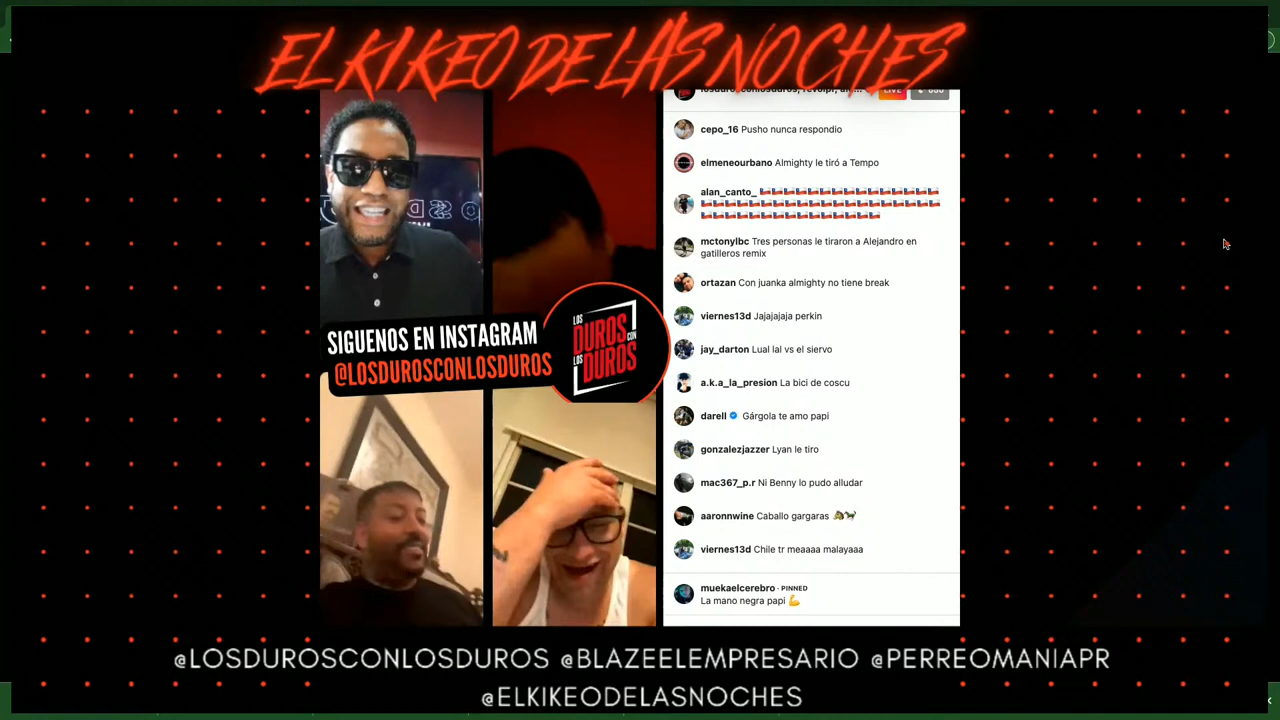 EL KIKEO DE LAS NOCHES
LIVE
cepo_16 Pusho nunca respondio
elmeneourbano Almighty le tiró a Tempo
alan_canto_ 🇨🇱🇨🇱🇨🇱🇨🇱🇨🇱🇨🇱🇨🇱🇨🇱🇨🇱🇨🇱🇨🇱🇨🇱🇨🇱🇨🇱🇨🇱
🇨🇱🇨🇱🇨🇱🇨🇱🇨🇱🇨🇱🇨🇱🇨🇱🇨🇱🇨🇱🇨🇱🇨🇱🇨🇱🇨🇱🇨🇱🇨🇱🇨🇱🇨🇱🇨🇱🇨🇱
🇨🇱🇨🇱🇨🇱🇨🇱🇨🇱🇨🇱🇨🇱🇨🇱🇨🇱🇨🇱🇨🇱🇨🇱🇨🇱🇨🇱🇨🇱
mctonylbc Tres personas le tiraron a Alejandro en
gatilleros remix
ortazan Con juanka almighty no tiene break
viernes13d Jajajajaja perkin
jay_darton Lual lal vs el siervo
a.k.a_la_presion La bici de coscu
darell Gárgola te amo papi
gonzalezjazzer Lyan le tiro
mac367_p.r Ni Benny lo pudo alludar
aaronnwine Caballo gargaras 🐴🐎
viernes13d Chile tr meaaaa malayaaa
muekaelcerebro · PINNED
La mano negra papi 💪
SIGUENOS EN INSTAGRAM
@LOSDUROSCONLOSDUROS
LOS
DUROS
CON
LOS
DUROS
@LOSDUROSCONLOSDUROS @BLAZEELEMPRESARIO @PERREOMANIAPR
@ELKIKEODELASNOCHES